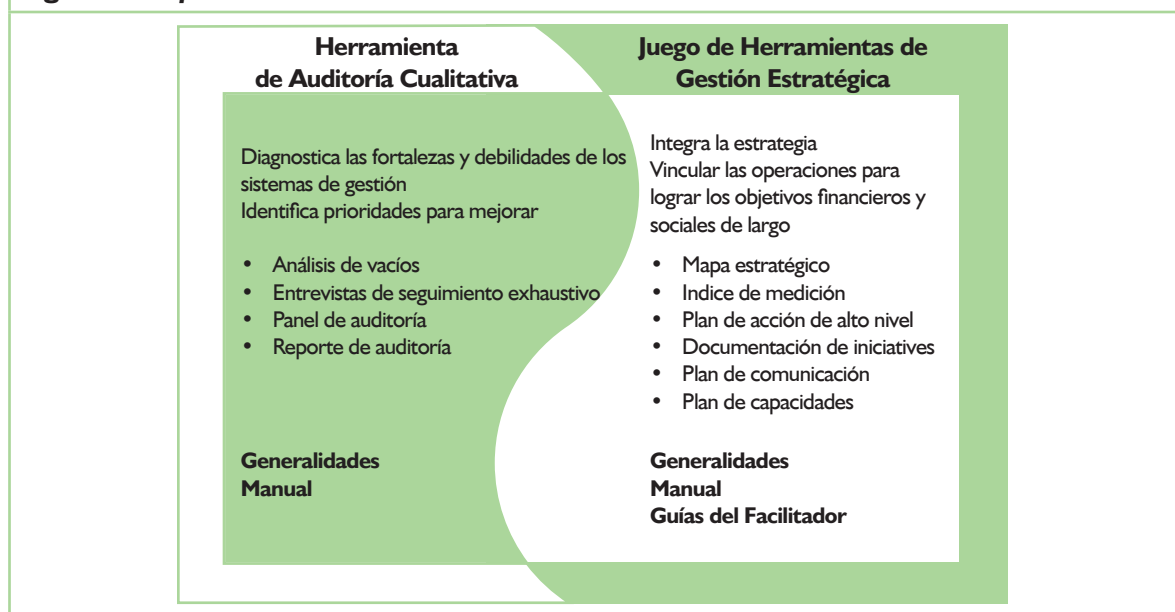 Herramienta
de Auditoría Cualitativa
Diagnostica las fortalezas y debilidades de los
sistemas de gestión
Identifica prioridades para mejorar
• Análisis de vacíos
• Entrevistas de seguimiento exhaustivo
• Panel de auditoría
• Reporte de auditoría
Generalidades
Manual
Juego de Herramientas de
Gestión Estratégica
Integra la estrategia
Vincular las operaciones para
lograr los objetivos financieros y
sociales de largo
• Mapa estratégico
• Indice de medición
• Plan de acción de alto nivel
• Documentación de iniciatives
• Plan de comunicación
• Plan de capacidades
Generalidades
Manual
Guías del Facilitador